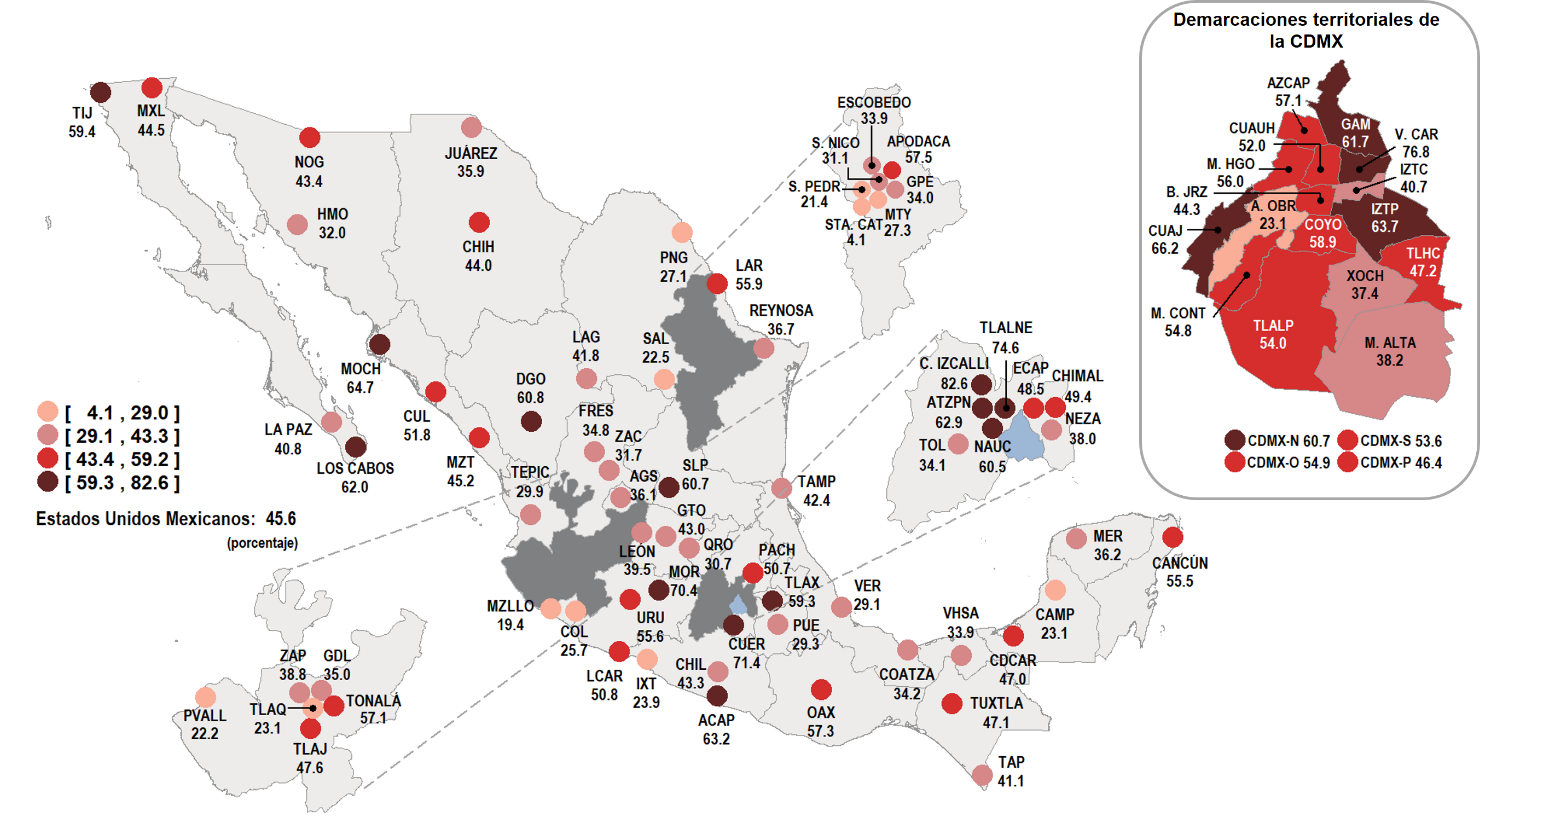 Demarcaciones territoriales de
la CDMX
AZCAP
57.1
CUAUH
52.0
M. HGO
56.0
B. JRZ
44.3
CUAJ
66.2
M. CONT
54.8
GAM
61.7
V. CAR
76.8
IZTC
40.7
A. OBR
23.1
COYO
58.9
IZTP
63.7
TLHC
47.2
XOCH
37.4
TLALP
54.0
M. ALTA
38.2
CDMX-N 60.7
CDMX-S 53.6
CDMX-O 54.9
CDMX-P 46.4
TIJ
59.4
MXL
44.5
NOG
43.4
HMO
32.0
JUÁREZ
35.9
CHIH
44.0
PNG
27.1
LAR
55.9
REYNOSA
36.7
ESCOBEDO
33.9
S. NICO
31.1
APODACA
57.5
S. PEDR
21.4
GPE
34.0
STA. CAT
4.1
MTY
27.3
LAG
41.8
SAL
22.5
MOCH
64.7
DGO
60.8
CUL
51.8
FRES
34.8
ZAC
31.7
LA PAZ
40.8
LOS CABOS
62.0
MZT
45.2
TEPIC
29.9
AGS
36.1
SLP
60.7
TAMP
42.4
GTO
43.0
LEÓN
39.5
QRO
30.7
PACH
50.7
MOR
70.4
TLAX
59.3
VER
29.1
MZLLO
19.4
COL
25.7
URU
55.6
CUER
71.4
PUE
29.3
LCAR
50.8
IXT
23.9
CHIL
43.3
ACAP
63.2
OAX
57.3
COATZA
34.2
VHSA
33.9
CDCAR
47.0
CAMP
23.1
MER
36.2
CANCÚN
55.5
TUXTLA
47.1
TAP
41.1
TLALNE
74.6
C. IZCALLI
82.6
ECAP
48.5
CHIMAL
49.4
ATZPN
62.9
NEZA
38.0
TOL
34.1
NAUC
60.5
ZAP
38.8
GDL
35.0
PVALL
22.2
TLAQ
23.1
TONALÁ
57.1
TLAJ
47.6
[ 4.1 , 29.0 ]
[ 29.1 , 43.3 ]
[ 43.4 , 59.2 ]
[ 59.3 , 82.6 ]
Estados Unidos Mexicanos: 45.6
(porcentaje)